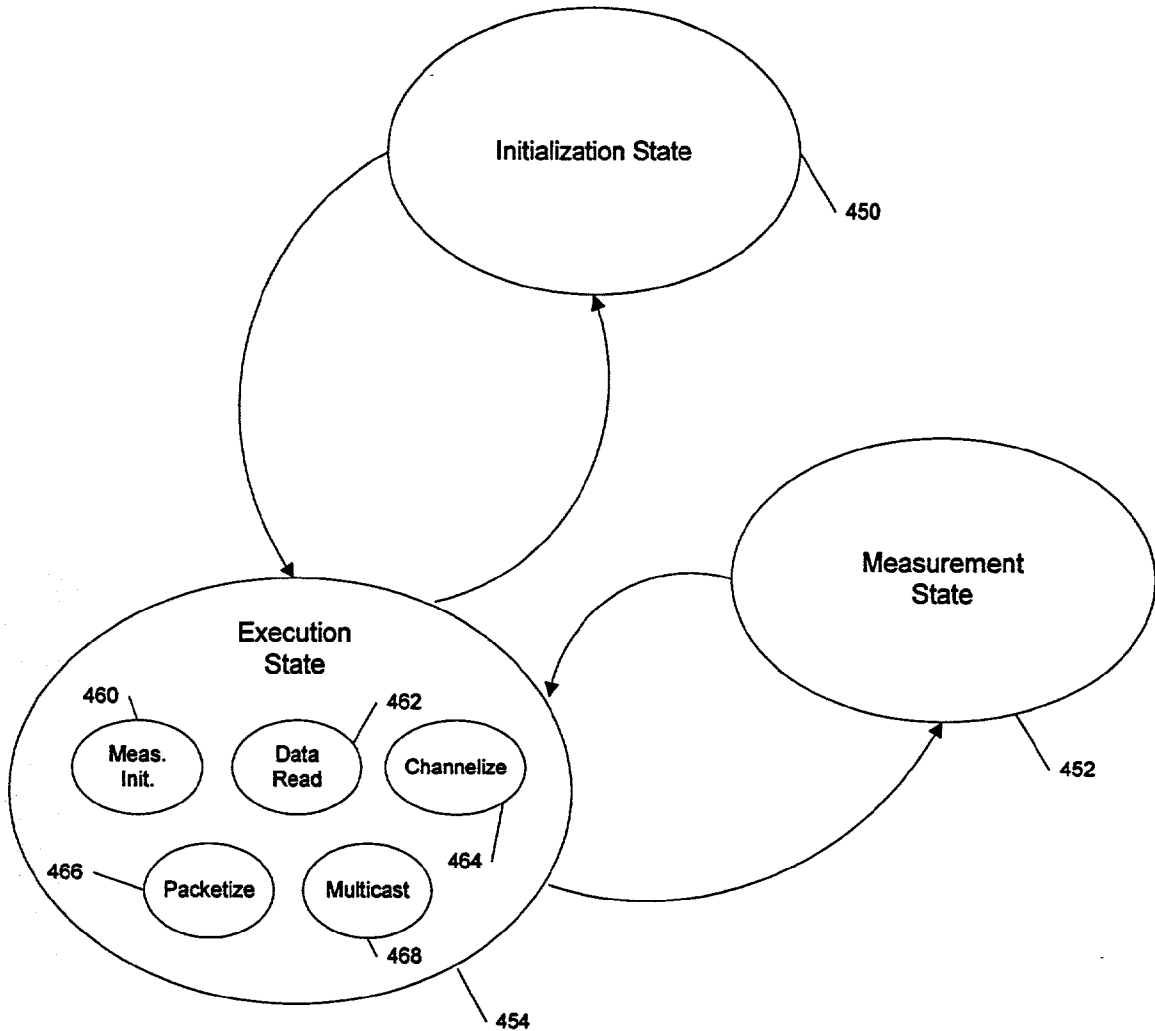 Initialization State
450
Measurement
State
452
Execution
State
460
462
Meas.
Init.
Data
Read
Channelize
464
466
Packetize
Multicast
468
454